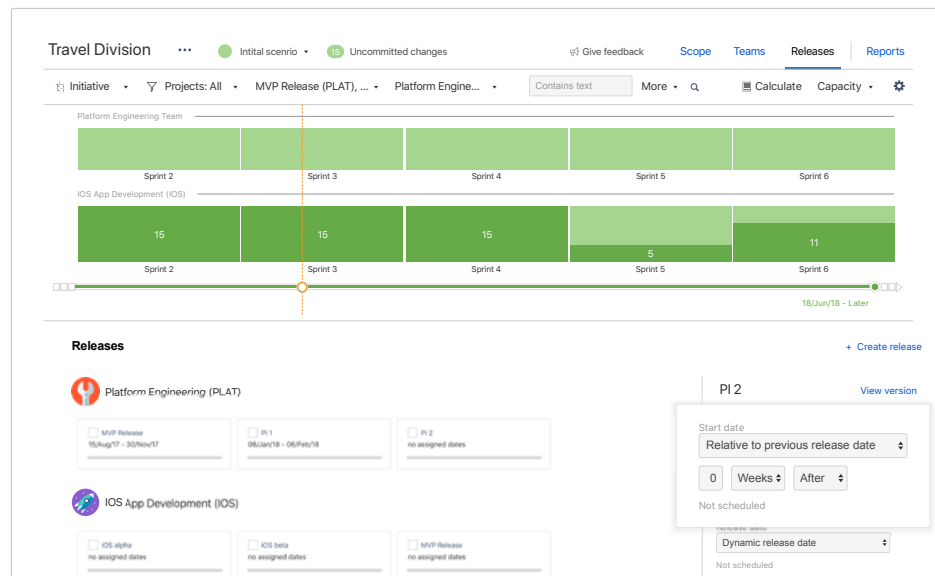 Travel Division ••• Intital scenrio 15 Uncommitted changes Give feedback Scope Teams Releases Reports
Initiative Projects: All MVP Release (PLAT), ... Platform Engine... Contains text More Calculate Capacity
Platform Engineering Team
Sprint 2 Sprint 3 Sprint 4 Sprint 5 Sprint 6
IOS App Development (IOS)
15 15 15 5 11
Sprint 2 Sprint 3 Sprint 4 Sprint 5 Sprint 6
18/Jun/18 - Later
Releases + Create release
Platform Engineering (PLAT)
MVP Release PI 1 PI 2
15/Aug/17 - 30/Nov/17 08/Jan/18 - 06/Feb/18 no assigned dates
IOS App Development (IOS)
iOS alpha iOS beta MVP Release
no assigned dates no assigned dates no assigned dates
PI 2 View version
Start date
Relative to previous release date
0 Weeks After
Not scheduled
Release date
Dynamic release date
Not scheduled